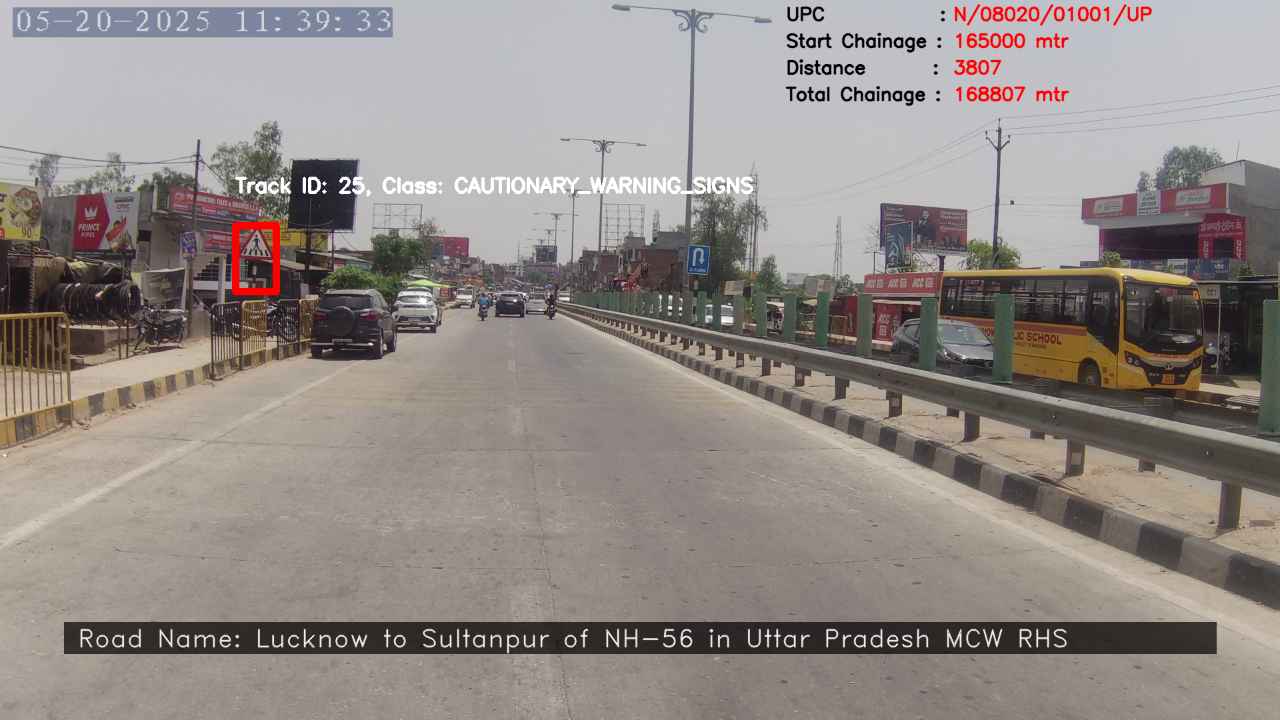 05-20-2025 11:39:33
UPC : N/08020/01001/UP
Start Chainage : 165000 mtr
Distance : 3807
Total Chainage : 168807 mtr
Track ID: 25, Class: CAUTIONARY_WARNING_SIGNS
PRINCE
PIPES
ACC
SCHOOL
Road Name: Lucknow to Sultanpur of NH-56 in Uttar Pradesh MCW RHS